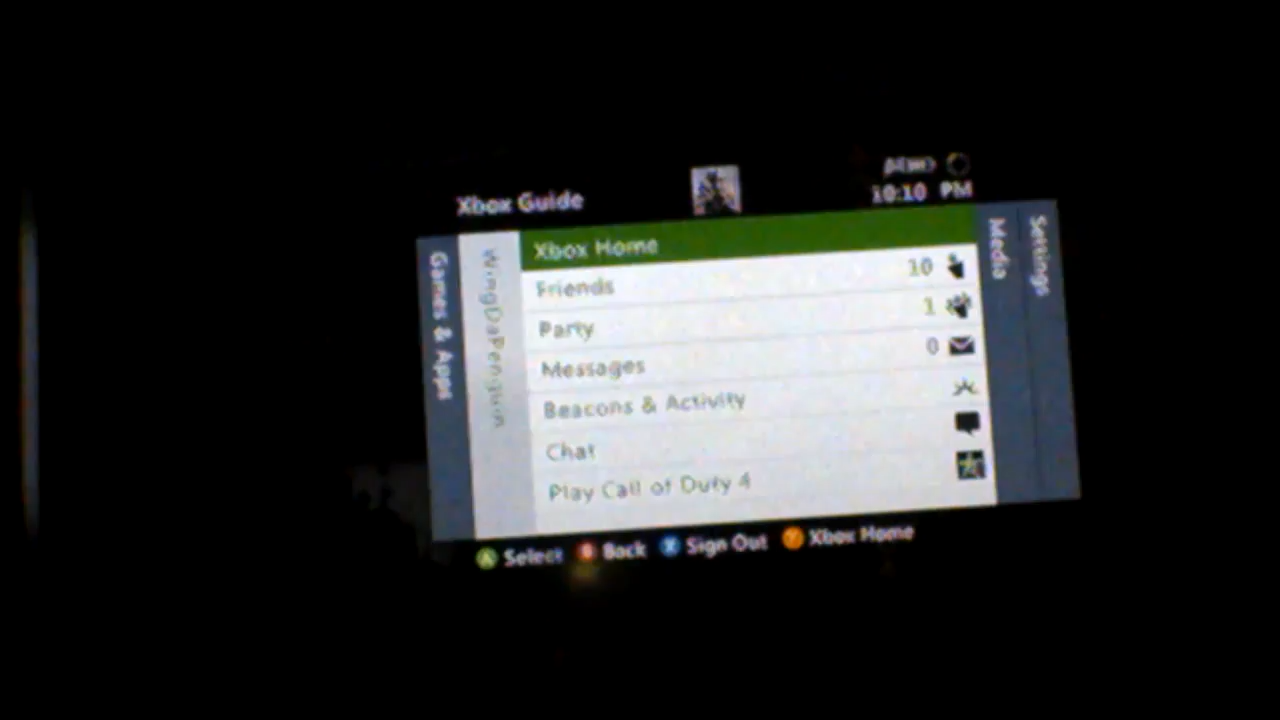 Xbox Guide
10:10 PM
Games & Apps
WingDaPenguin
Xbox Home
Friends 10
Party 1
Messages 0
Beacons & Activity
Chat
Play Call of Duty 4
Media
Settings
A Select B Back X Sign Out Y Xbox Home